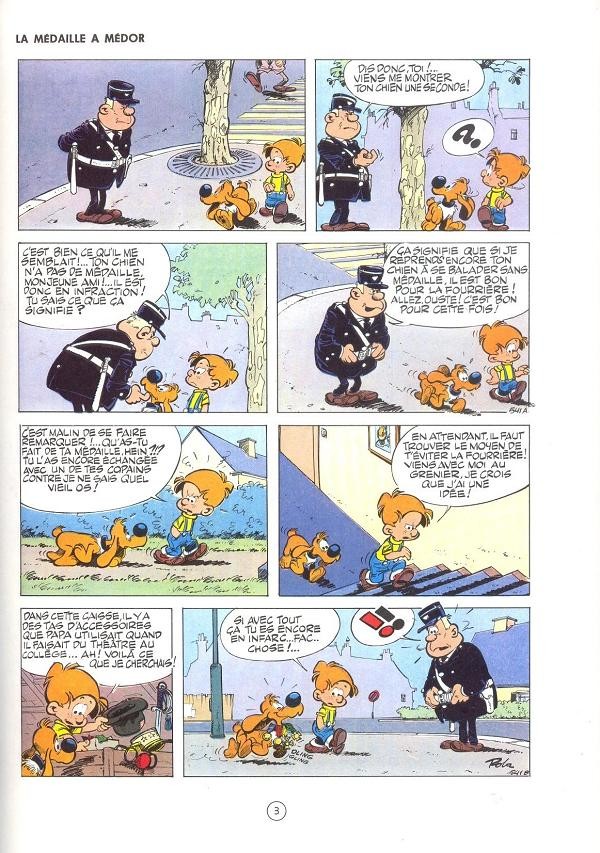 LA MÉDAILLE A MÉDOR
DIS DONC, TOI!...
VIENS ME MONTRER
TON CHIEN UNE SECONDE!
?
C'EST BIEN CE QU'IL ME
SEMBLAIT!... TON CHIEN
N'A PAS DE MÉDAILLE,
MON JEUNE AMI!... IL EST,
DONC, EN INFRACTION!
TU SAIS CE QUE ÇA
SIGNIFIE?
ÇA SIGNIFIE QUE SI JE
REPRENDS ENCORE TON
CHIEN À SE BALADER SANS
MÉDAILLE, IL EST BON
POUR LA FOURRIÈRE!
ALLEZ, OUSTE! C'EST BON
POUR CETTE FOIS!
841 A
C'EST MALIN DE SE FAIRE
REMARQUER!... QU'AS-TU
FAIT DE TA MÉDAILLE, HEIN?!?
TU L'AS ENCORE ÉCHANGÉE
AVEC UN DE TES COPAINS
CONTRE JE NE SAIS QUEL
VIEIL OS!
EN ATTENDANT, IL FAUT
TROUVER LE MOYEN DE
T'ÉVITER LA FOURRIÈRE!
VIENS AVEC MOI AU
GRENIER, JE CROIS
QUE J'AI UNE
IDÉE!
DANS CETTE CAISSE, IL Y A
DES TAS D'ACCESSOIRES
QUE PAPA UTILISAIT QUAND
IL FAISAIT DU THÉÂTRE AU
COLLÈGE... AH! VOILÀ CE
QUE JE CHERCHAIS!
SI AVEC TOUT
ÇA TU ES ENCORE
EN INFARC... FAC...
CHOSE!...
!!
DLING
GLING
Roba
841 B
3